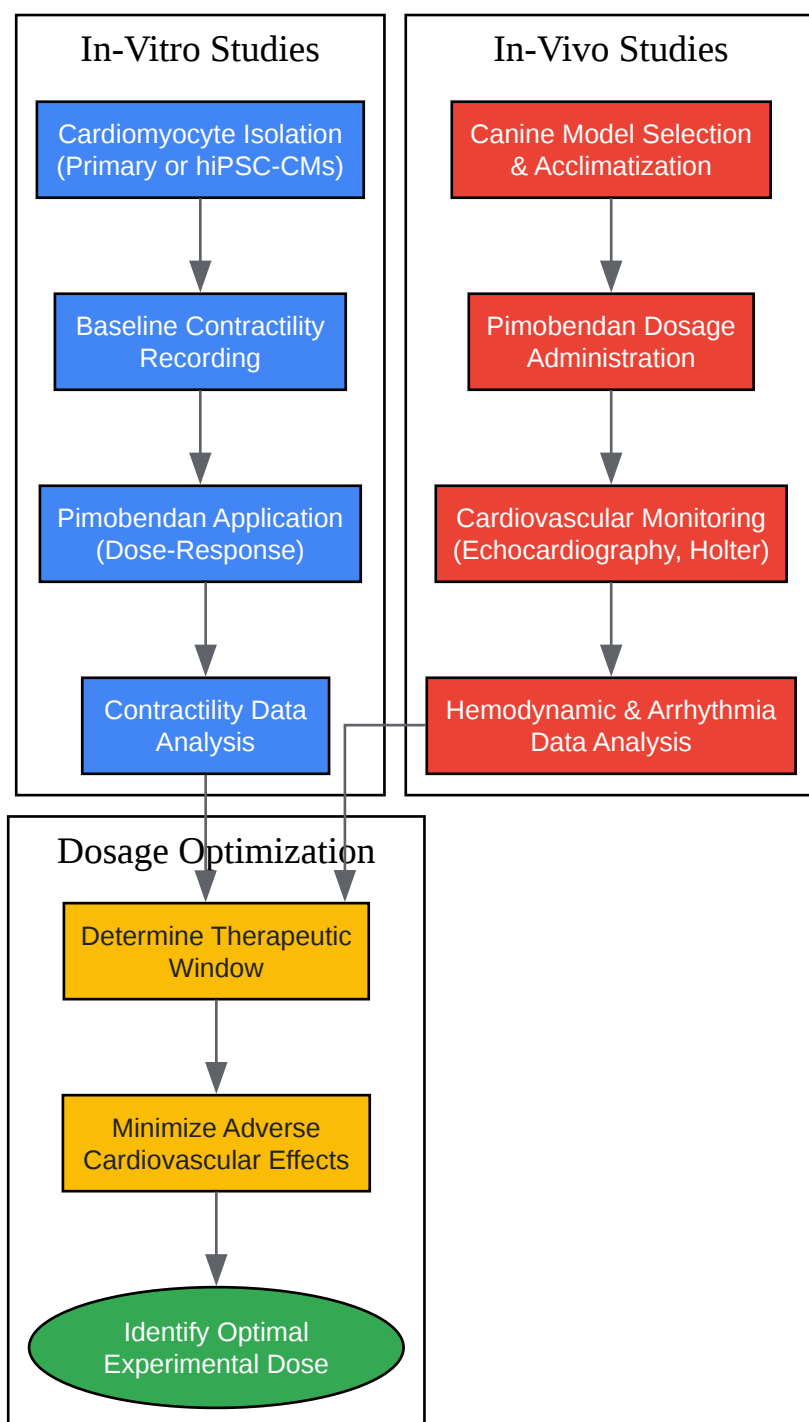 In-Vitro Studies
Cardiomyocyte Isolation
(Primary or hiPSC-CMs)
Baseline Contractility
Recording
Pimobendan Application
(Dose-Response)
Contractility Data
Analysis
In-Vivo Studies
Canine Model Selection
& Acclimatization
Pimobendan Dosage
Administration
Cardiovascular Monitoring
(Echocardiography, Holter)
Hemodynamic & Arrhythmia
Data Analysis
Dosage Optimization
Determine Therapeutic
Window
Minimize Adverse
Cardiovascular Effects
Identify Optimal
Experimental Dose